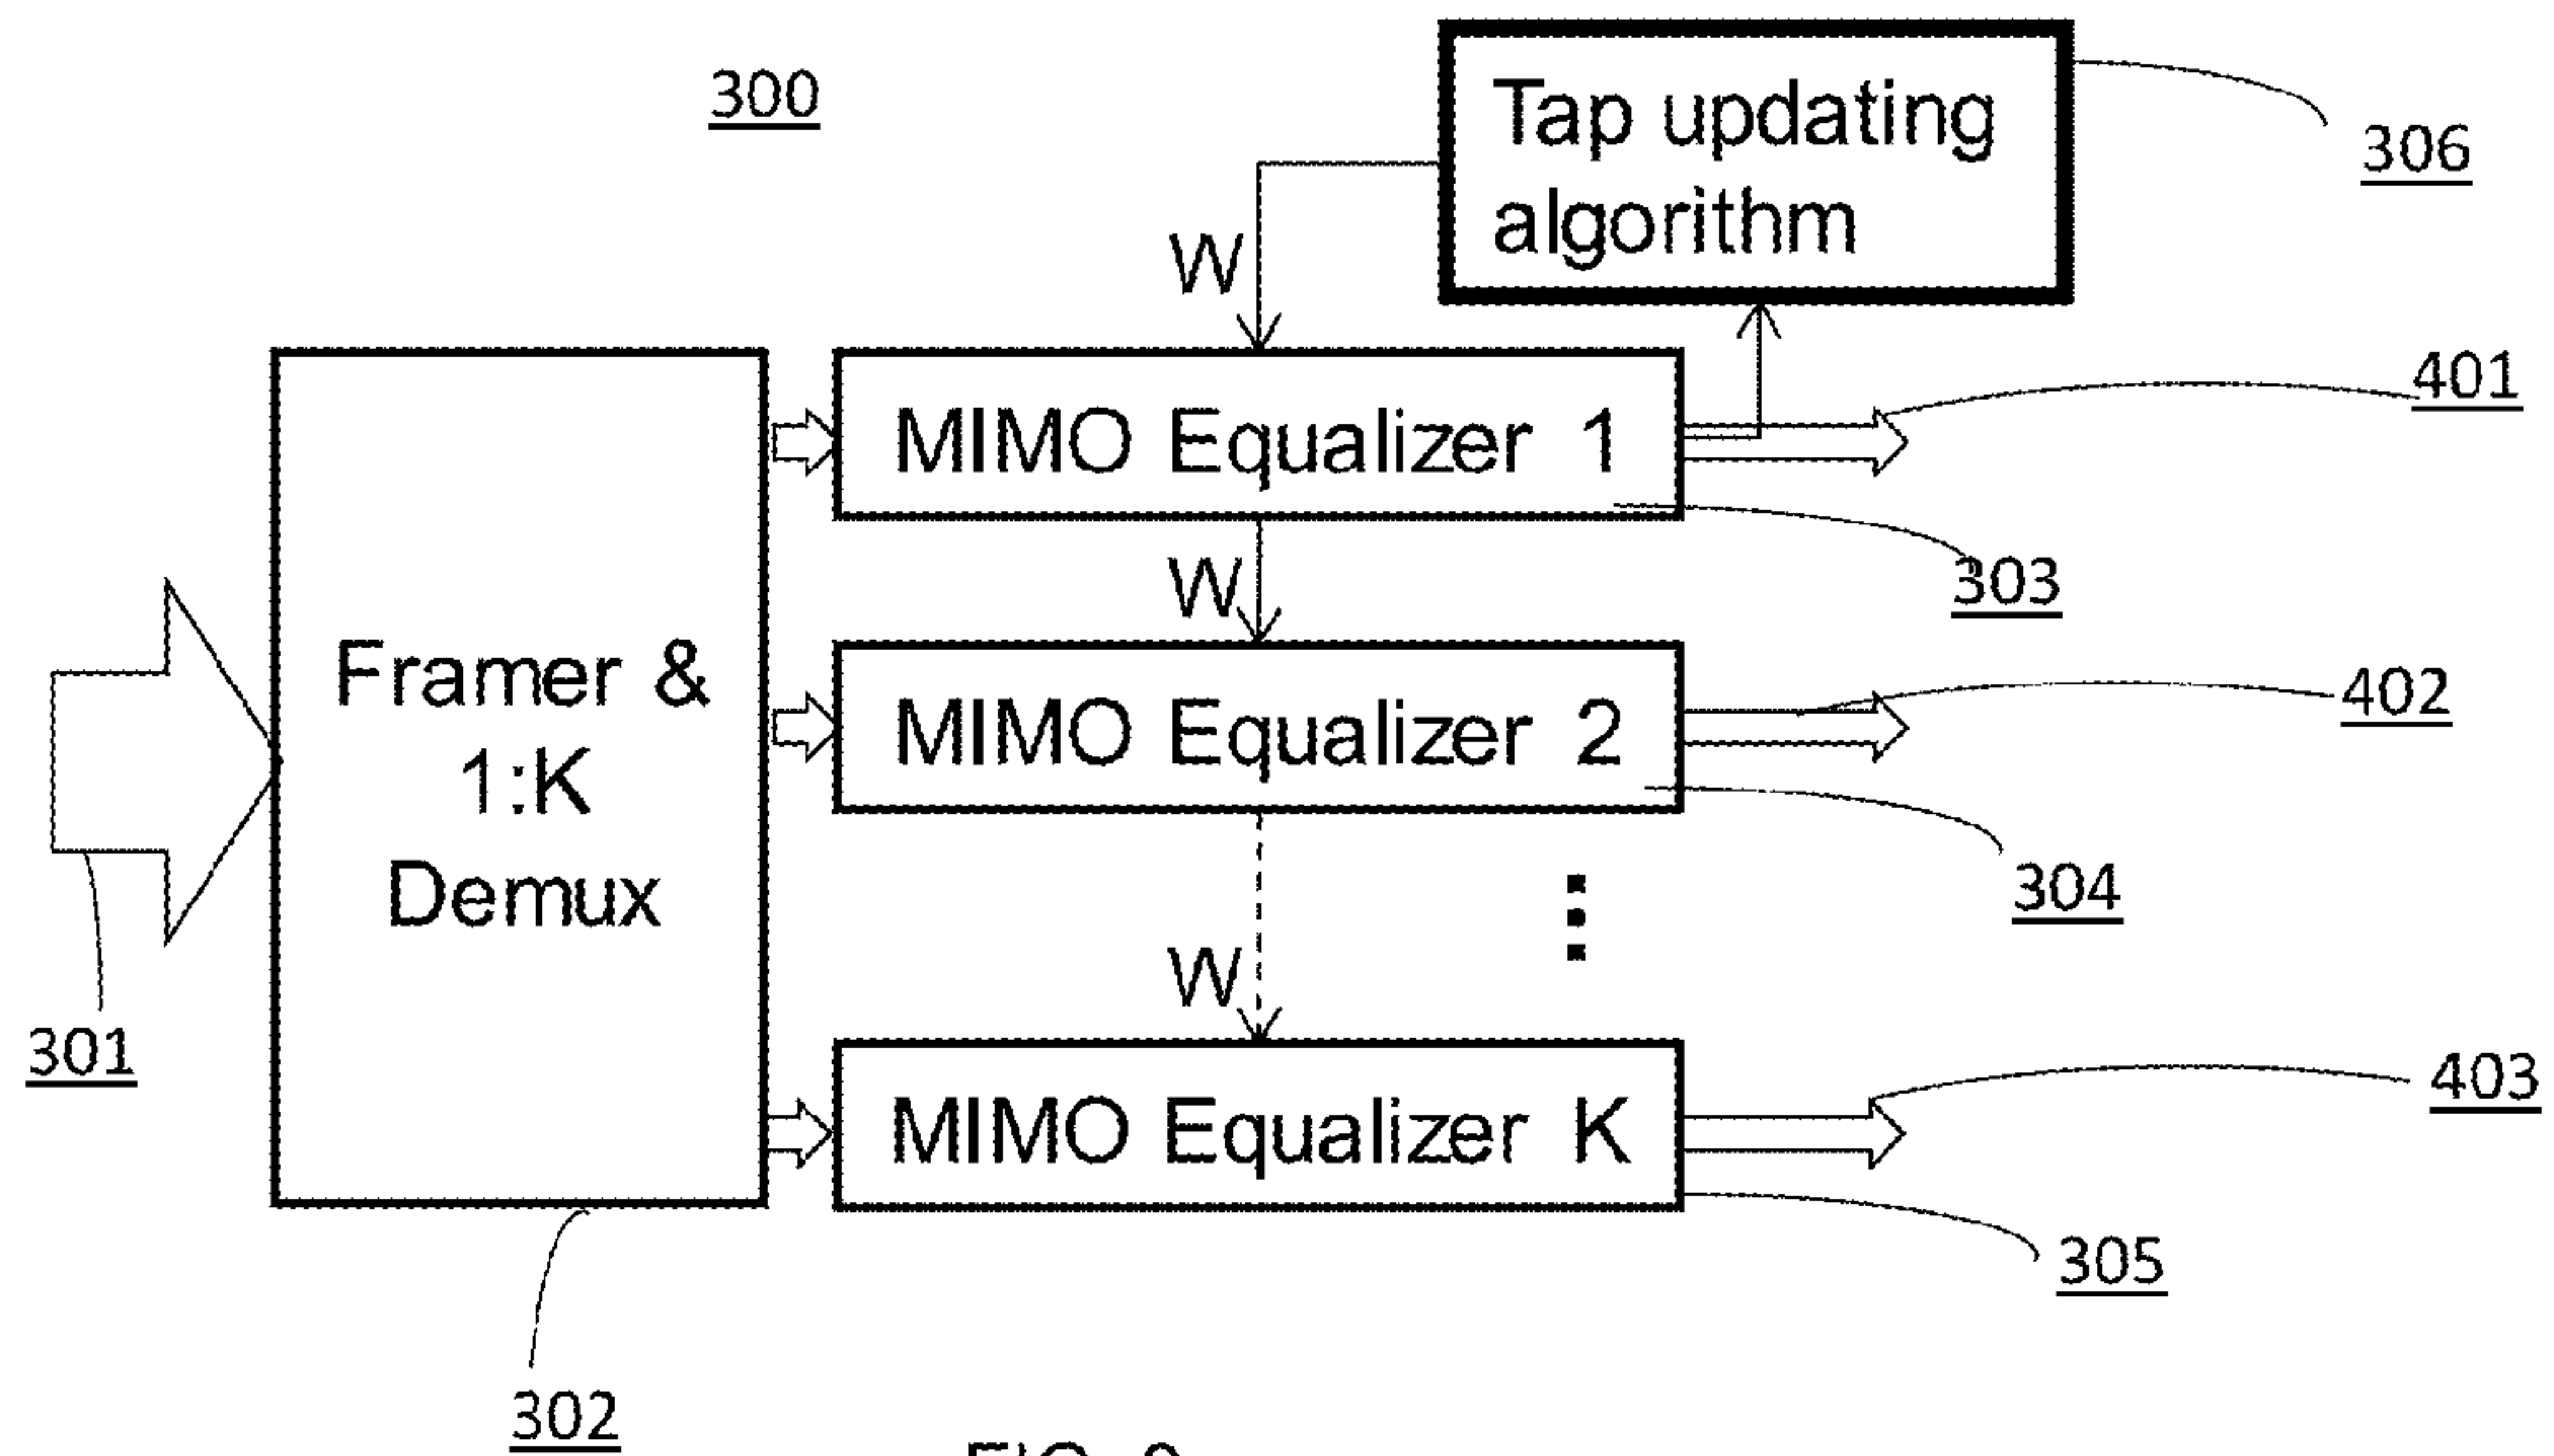 300
Tap updating
algorithm
306
W
MIMO Equalizer 1
401
303
W
Framer &
1:K
Demux
MIMO Equalizer 2
402
304
W
MIMO Equalizer K
403
305
301
302